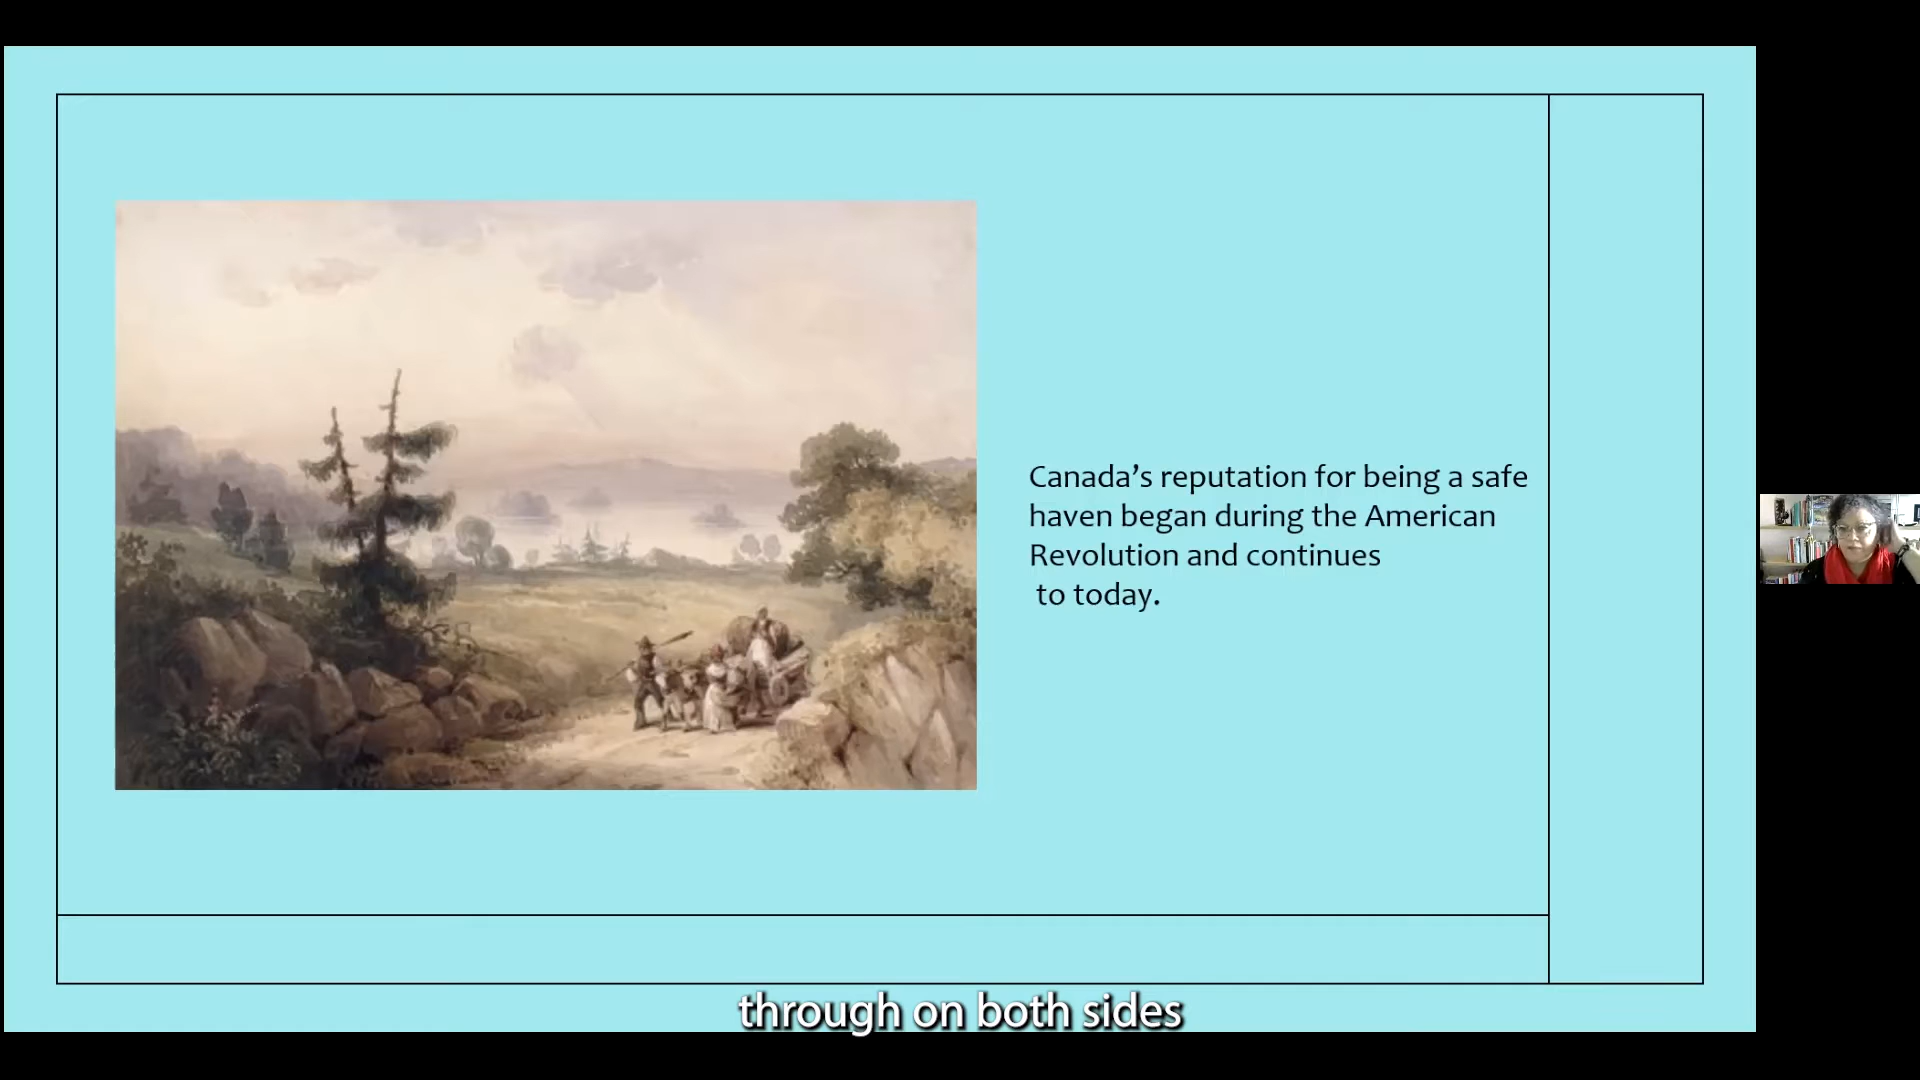 Canada’s reputation for being a safe
haven began during the American
Revolution and continues
to today.
through on both sides